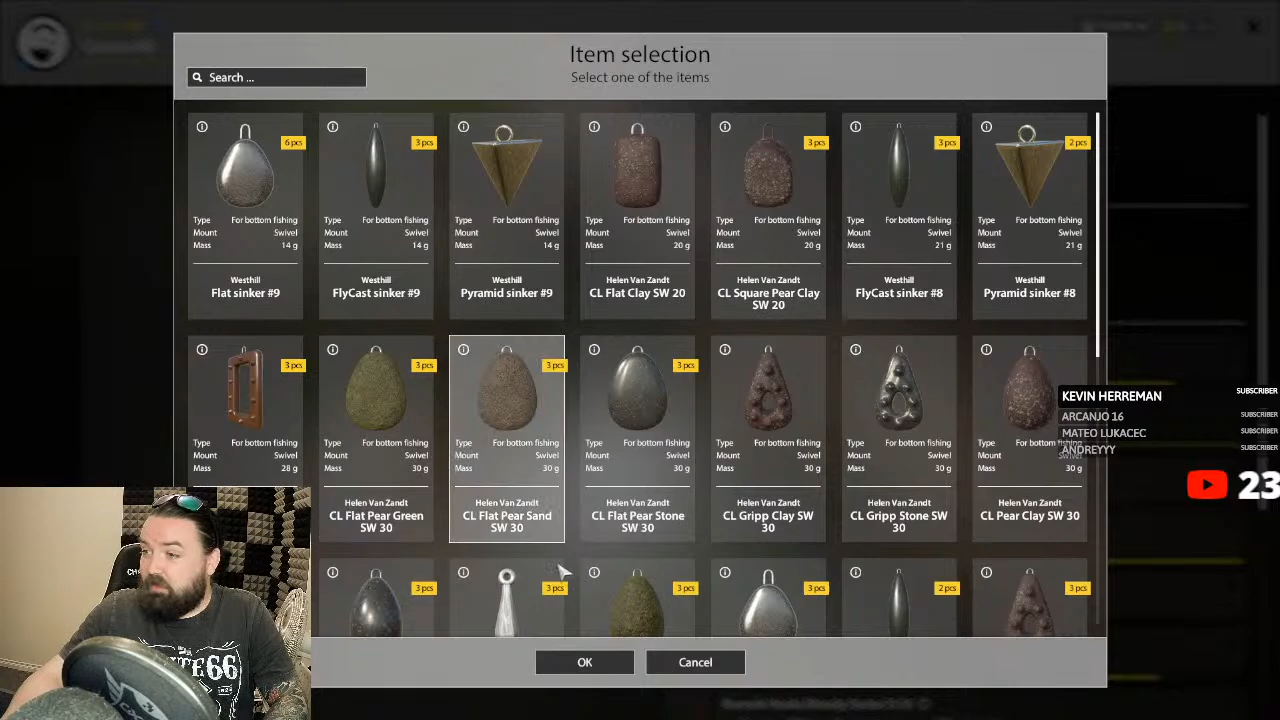 Item selection
Search ...
Select one of the items
6 pcs
3 pcs
3 pcs
3 pcs
3 pcs
2 pcs
Type For bottom fishing
Mount Swivel
Mass 14 g
Westhill
Flat sinker #9
Type For bottom fishing
Mount Swivel
Mass 14 g
Westhill
FlyCast sinker #9
Type For bottom fishing
Mount Swivel
Mass 14 g
Westhill
Pyramid sinker #9
Type For bottom fishing
Mount Swivel
Mass 20 g
Helen Van Zandt
CL Flat Clay SW 20
Type For bottom fishing
Mount Swivel
Mass 20 g
Helen Van Zandt
CL Square Pear Clay
SW 20
Type For bottom fishing
Mount Swivel
Mass 21 g
Westhill
FlyCast sinker #8
Type For bottom fishing
Mount Swivel
Mass 21 g
Westhill
Pyramid sinker #8
3 pcs
3 pcs
3 pcs
3 pcs
Type For bottom fishing
Mount Swivel
Mass 28 g
Type For bottom fishing
Mount Swivel
Mass 30 g
Helen Van Zandt
CL Flat Pear Green
SW 30
Type For bottom fishing
Mount Swivel
Mass 30 g
Helen Van Zandt
CL Flat Pear Sand
SW 30
Type For bottom fishing
Mount Swivel
Mass 30 g
Helen Van Zandt
CL Flat Pear Stone
SW 30
Type For bottom fishing
Mount Swivel
Mass 30 g
Helen Van Zandt
CL Gripp Clay SW
30
Type For bottom fishing
Mount Swivel
Mass 30 g
Helen Van Zandt
CL Gripp Stone SW
30
Type For bottom fishing
Mount Swivel
Mass 30 g
Helen Van Zandt
CL Pear Clay SW 30
KEVIN HERREMAN SUBSCRIBER
ARCANJO 16 SUBSCRIBER
MATEO LUKACEC SUBSCRIBER
ANDREYYY SUBSCRIBER
23
3 pcs
3 pcs
3 pcs
3 pcs
2 pcs
3 pcs
OK
Cancel